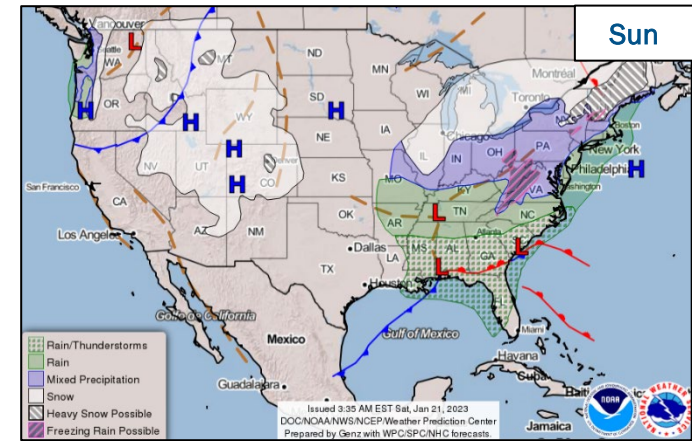 Sun
Vancouver
Seattle
WA
MT
ND
MN
OR
SD
WI
MI
Montréal
Toronto
WY
NE
IA
Chicago
Boston
New York
Philadelphia
Washington
NV
UT
Denver
CO
KS
MO
IL
IN
OH
PA
KY
VA
San Francisco
CA
OK
AR
TN
NC
Los Angeles
AZ
NM
Dallas
TX
LA
MS
AL
GA
Atlanta
Houston
Golfo de California
Gulf of Mexico
Miami
Mexico
Havana
Cuba
Guadalajara
Jamaica
L
H
H
H
H
H
H
L
L
L
Rain/Thunderstorms
Rain
Mixed Precipitation
Snow
Heavy Snow Possible
Freezing Rain Possible
Issued 3:35 AM EST Sat, Jan 21, 2023
DOC/NOAA/NWS/NCEP/Weather Prediction Center
Prepared by Genz with WPC/SPC/NHC forecasts.
NOAA